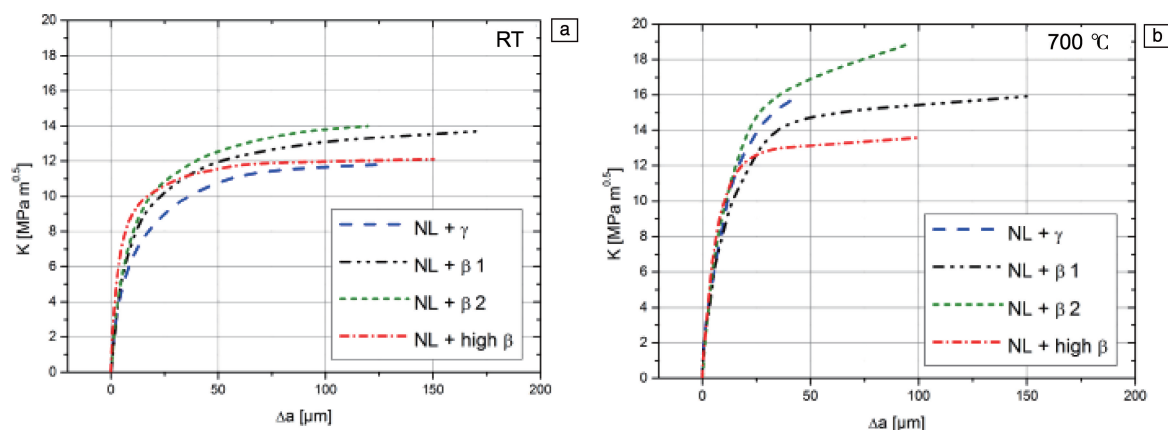 RT
a
K [MPa m^0.5]
20
18
16
14
12
10
8
6
4
2
0
NL + γ
NL + β 1
NL + β 2
NL + high β
0
50
100
150
200
Δa [µm]
700 ℃
b
K [MPa m^0.5]
20
18
16
14
12
10
8
6
4
2
0
NL + γ
NL + β 1
NL + β 2
NL + high β
0
50
100
150
200
Δa [µm]